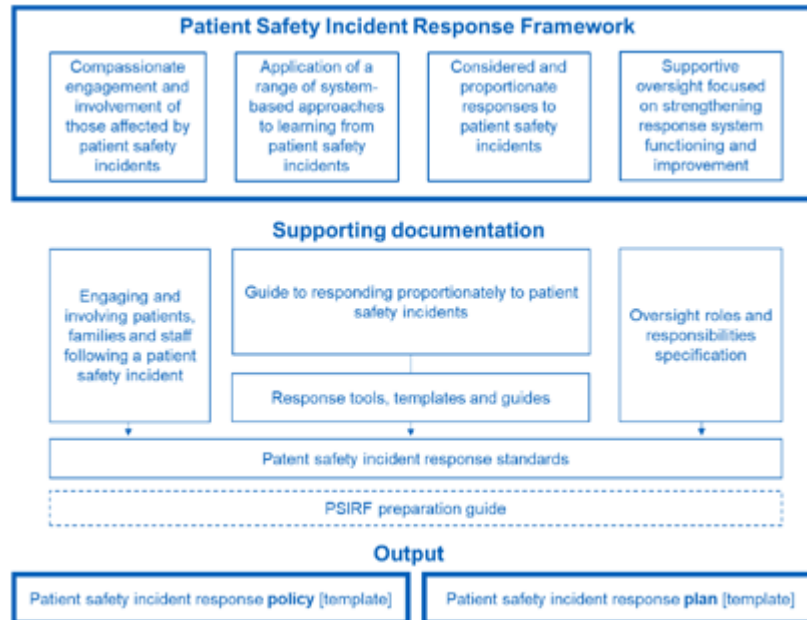 Patient Safety Incident Response Framework
Compassionate
engagement and
involvement of
those affected by
patient safety
incidents
Application of a
range of system-
based approaches
to learning from
patient safety
incidents
Considered and
proportionate
responses to
patient safety
incidents
Supportive
oversight focused
on strengthening
response system
functioning and
improvement
Supporting documentation
Engaging and
involving patients,
families and staff
following a patient
safety incident
Guide to responding proportionately to patient
safety incidents
Response tools, templates and guides
Oversight roles and
responsibilities
specification
Patent safety incident response standards
PSIRF preparation guide
Output
Patient safety incident response policy [template]
Patient safety incident response plan [template]